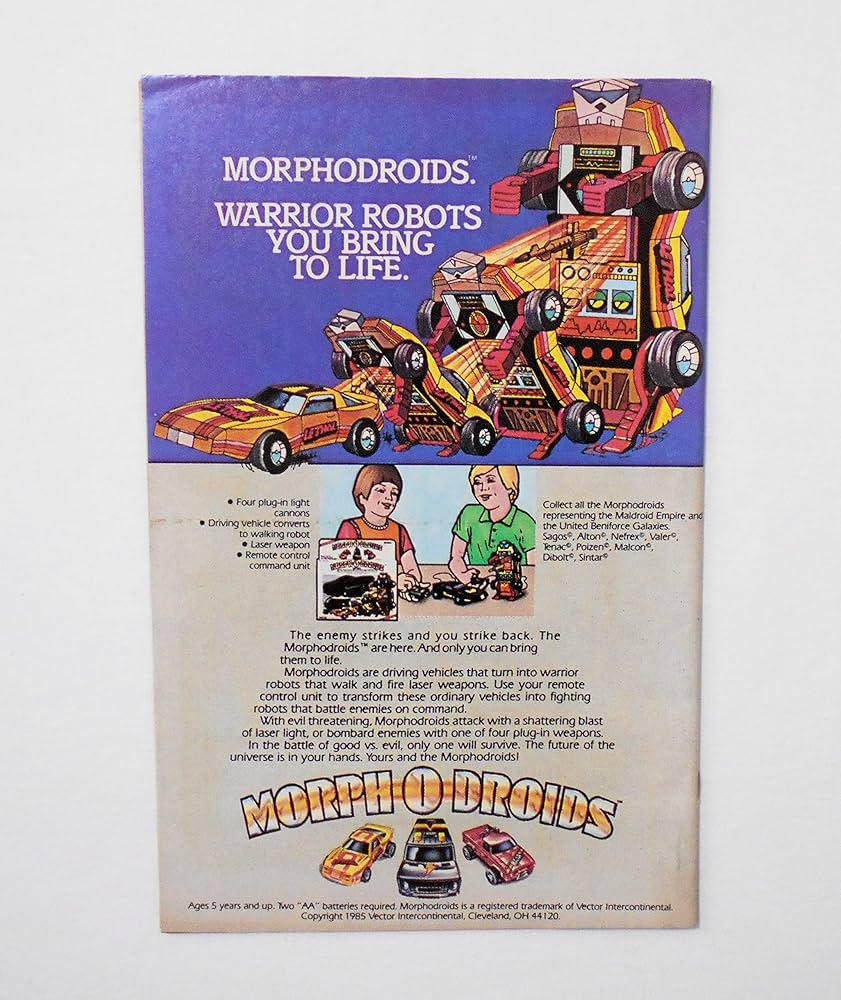 MORPHODROIDS.™
WARRIOR ROBOTS
YOU BRING
TO LIFE.
LETHAL
LETHAL
• Four plug-in light
cannons
• Driving vehicle converts
to walking robot
• Laser weapon
• Remote control
command unit
Collect all the Morphodroids
representing the Maldroid Empire and
the United Beniforce Galaxies.
Sagos©, Alton©, Nefrex©, Valer©,
Tenac©, Poizen©, Malcon©,
Dibolt©, Sintar©
The enemy strikes and you strike back. The
Morphodroids™ are here. And only you can bring
them to life.
Morphodroids are driving vehicles that turn into warrior
robots that walk and fire laser weapons. Use your remote
control unit to transform these ordinary vehicles into fighting
robots that battle enemies on command.
With evil threatening, Morphodroids attack with a shattering blast
of laser light, or bombard enemies with one of four plug-in weapons.
In the battle of good vs. evil, only one will survive. The future of the
universe is in your hands. Yours and the Morphodroids!
MORPH-O-DROIDS™
Ages 5 years and up. Two "AA" batteries required. Morphodroids is a registered trademark of Vector Intercontinental.
Copyright 1985 Vector Intercontinental, Cleveland, OH 44120.